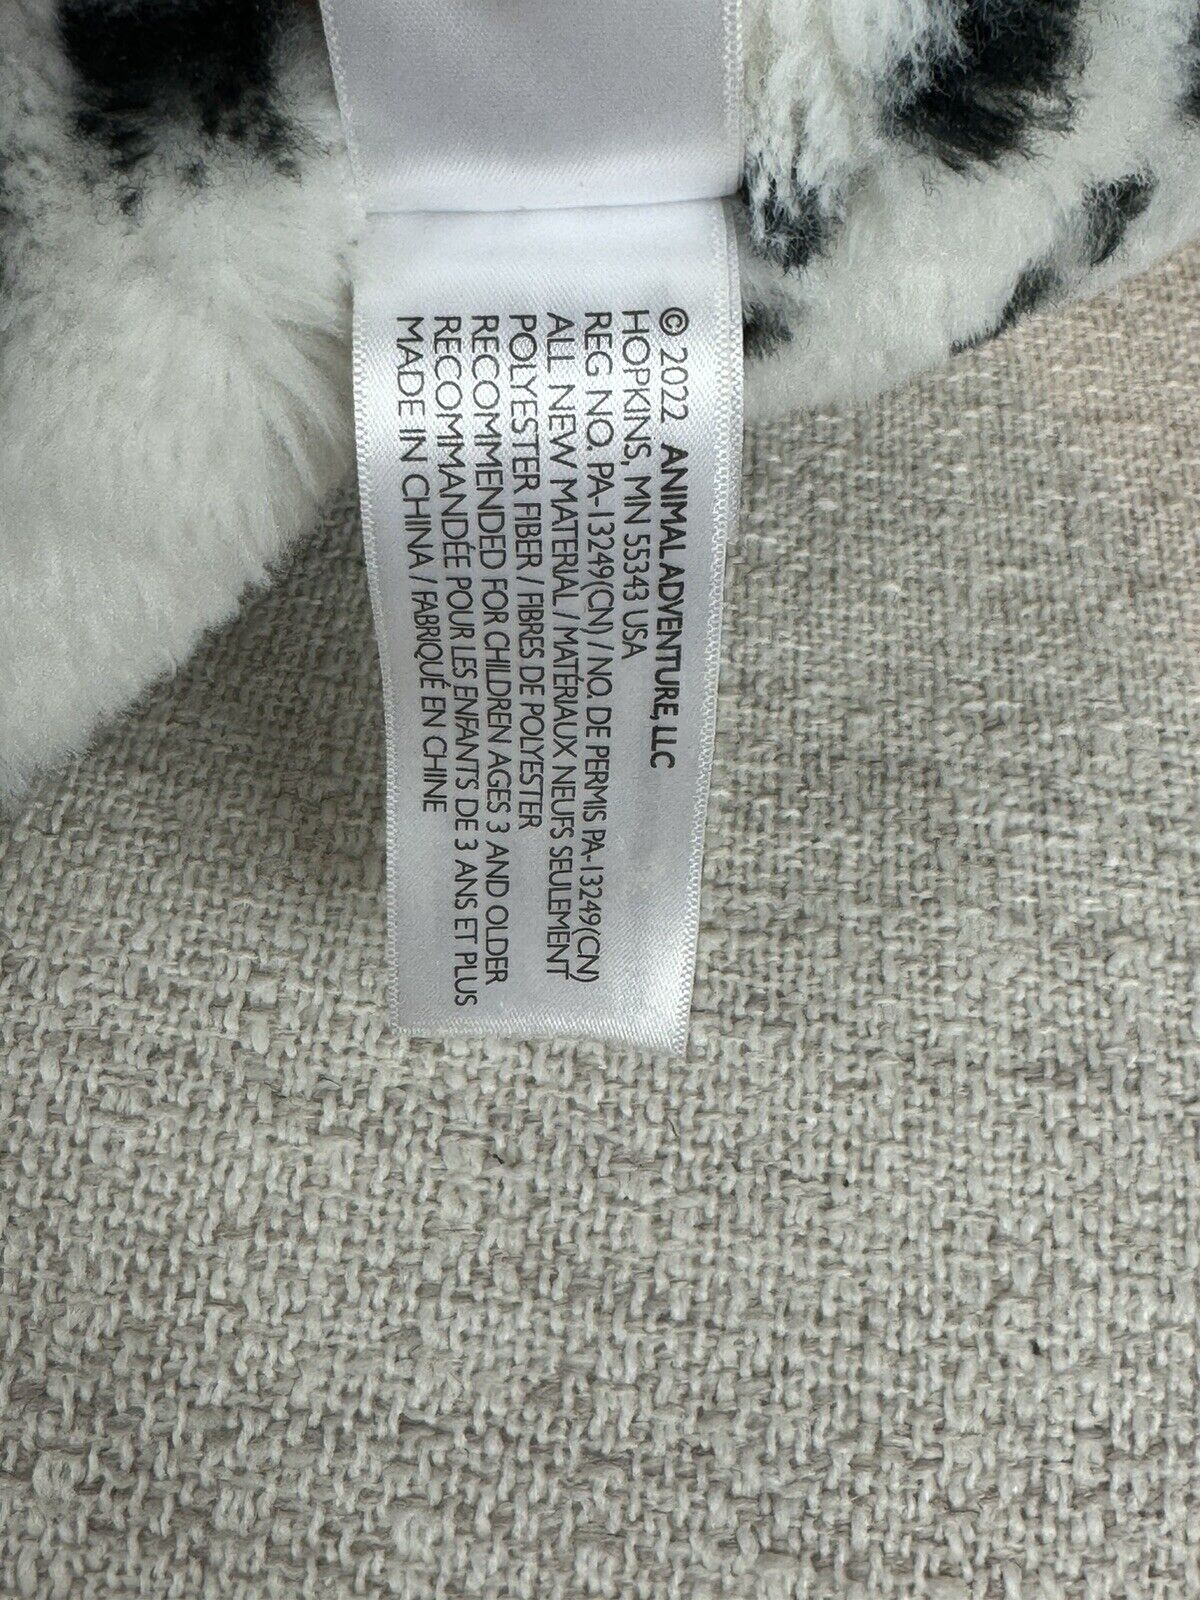 © 2022 ANIMAL ADVENTURE, LLC
HOPKINS, MN 55343 USA
REG NO. PA-13249(CN) / NO. DE PERMIS PA-13249(CN)
ALL NEW MATERIAL / MATÉRIAUX NEUFS SEULEMENT
POLYESTER FIBER / FIBRES DE POLYESTER
RECOMMENDED FOR CHILDREN AGES 3 AND OLDER
RECOMMANDÉE POUR LES ENFANTS DE 3 ANS ET PLUS
MADE IN CHINA / FABRIQUÉ EN CHINE